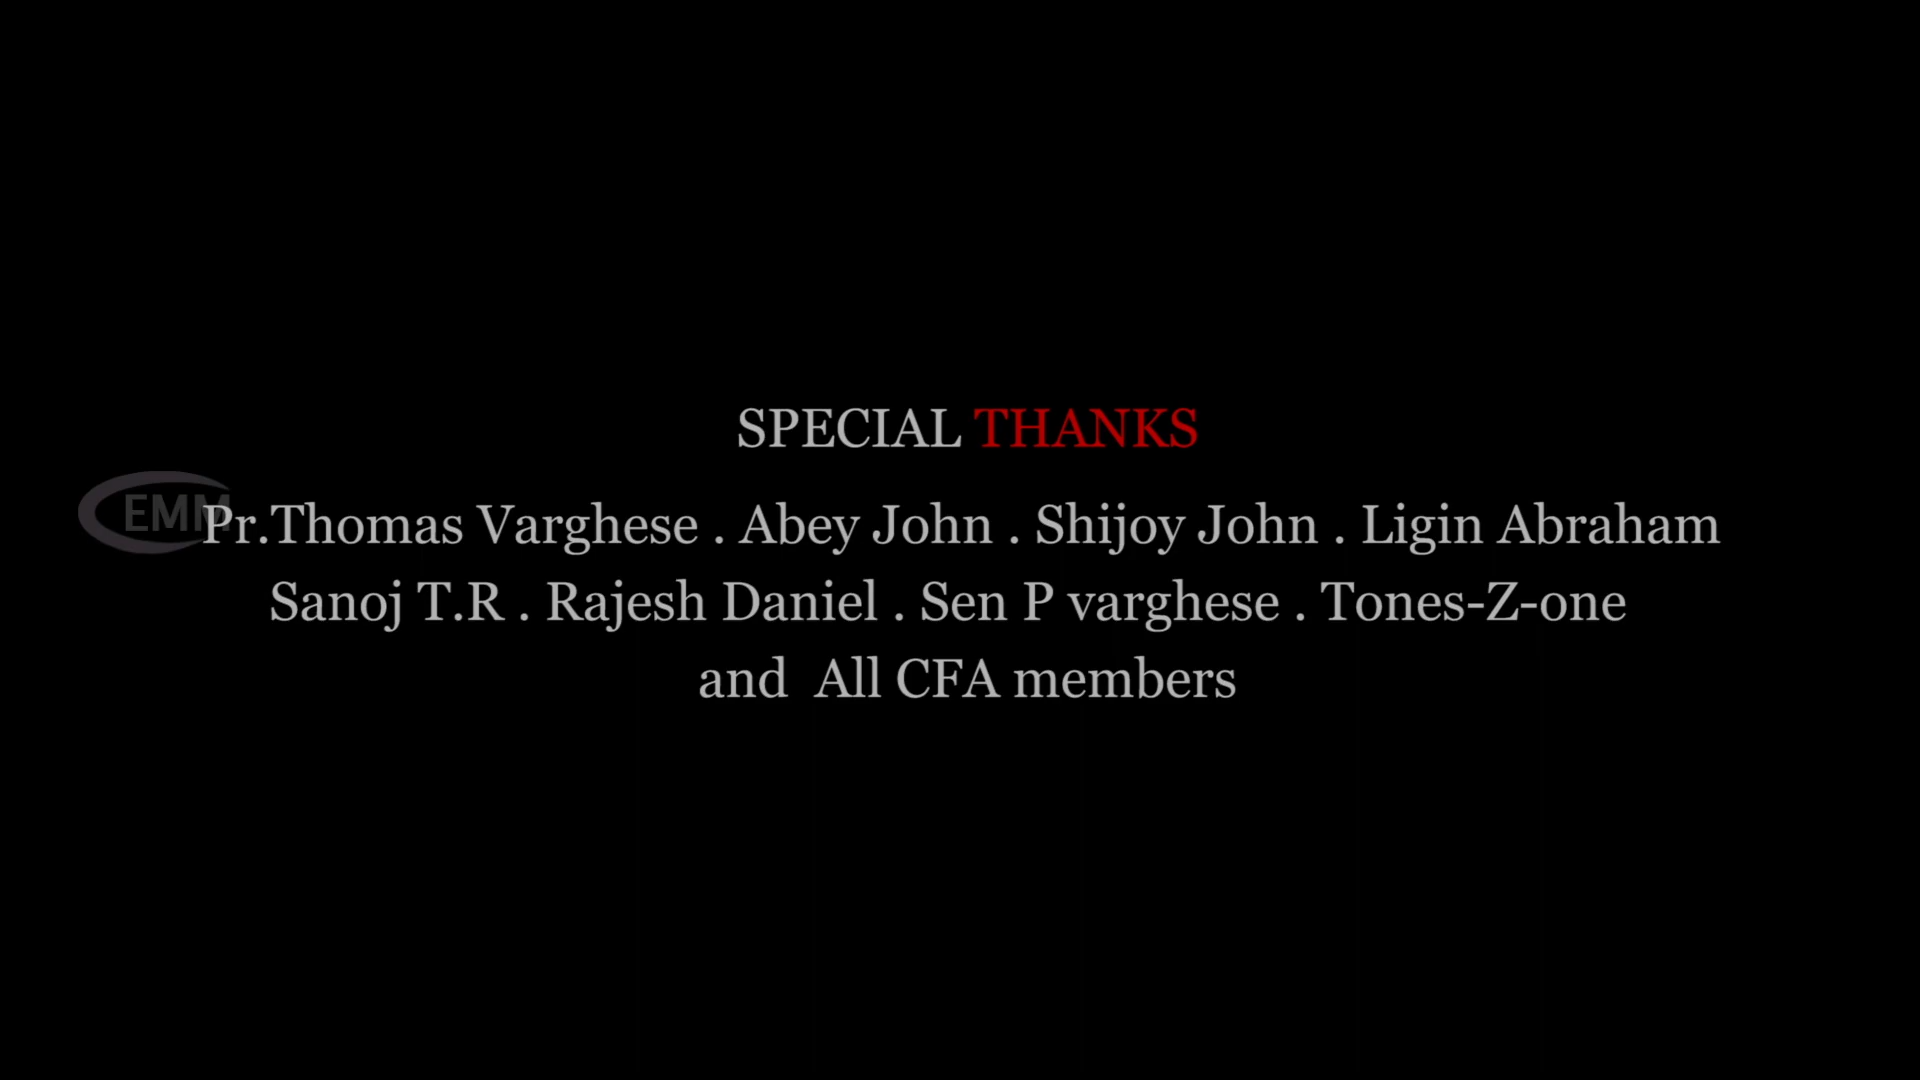 SPECIAL THANKS
EMM
Pr.Thomas Varghese . Abey John . Shijoy John . Ligin Abraham
Sanoj T.R . Rajesh Daniel . Sen P varghese . Tones-Z-one
and  All CFA members